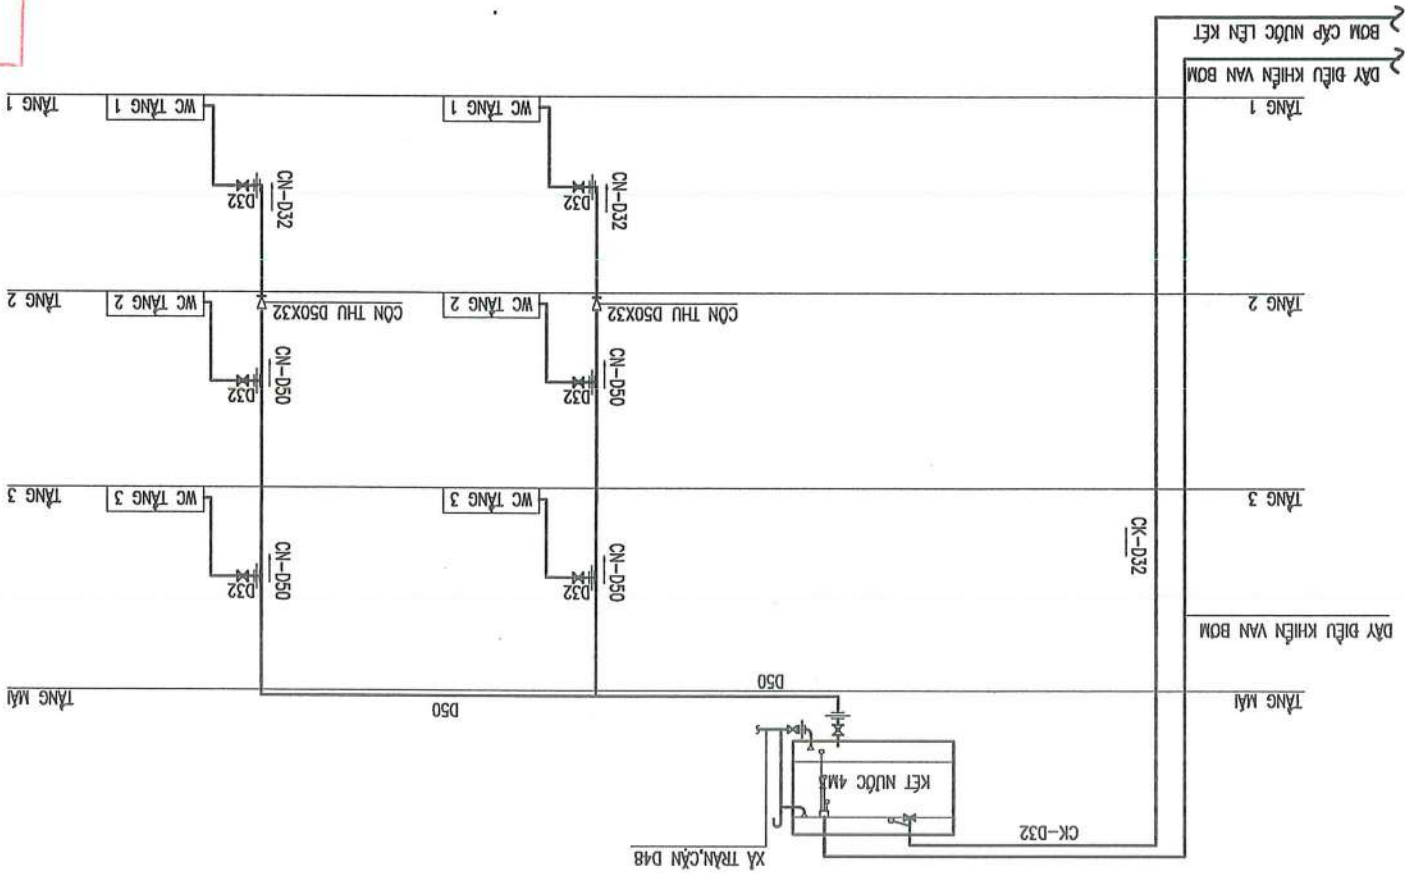 XẢ TRÀN,CẶN D48
CK-D32
KÉT NƯỚC 4M3
TẦNG MÁI
D50
D50
TẦNG MÁI
DÂY ĐIỀU KHIỂN VAN BƠM
CK-D32
CN-D50
D32
CN-D50
D32
TẦNG 3
WC TẦNG 3
WC TẦNG 3
TẦNG 3
CN-D50
D32
CN-D50
D32
TẦNG 2
CÔN THU D50X32
WC TẦNG 2
CÔN THU D50X32
WC TẦNG 2
TẦNG 2
CN-D32
D32
CN-D32
D32
TẦNG 1
WC TẦNG 1
WC TẦNG 1
TẦNG 1
DÂY ĐIỀU KHIỂN VAN BƠM
BƠM CẤP NƯỚC LÊN KÉT